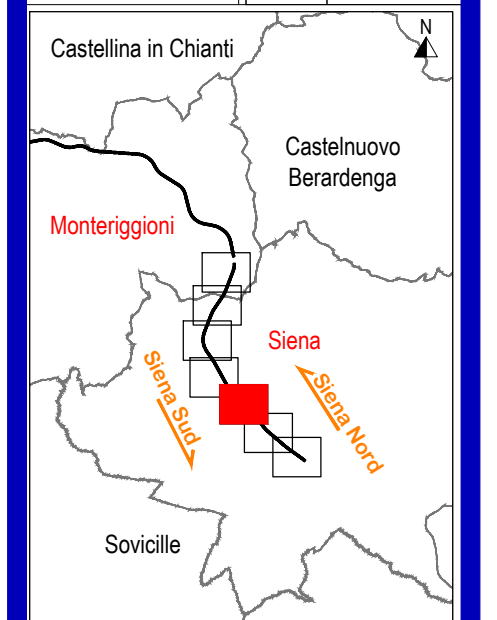 N
Castellina in Chianti
Castelnuovo
Berardenga
Monteriggioni
Siena
Siena Sud
Siena Nord
Sovicille